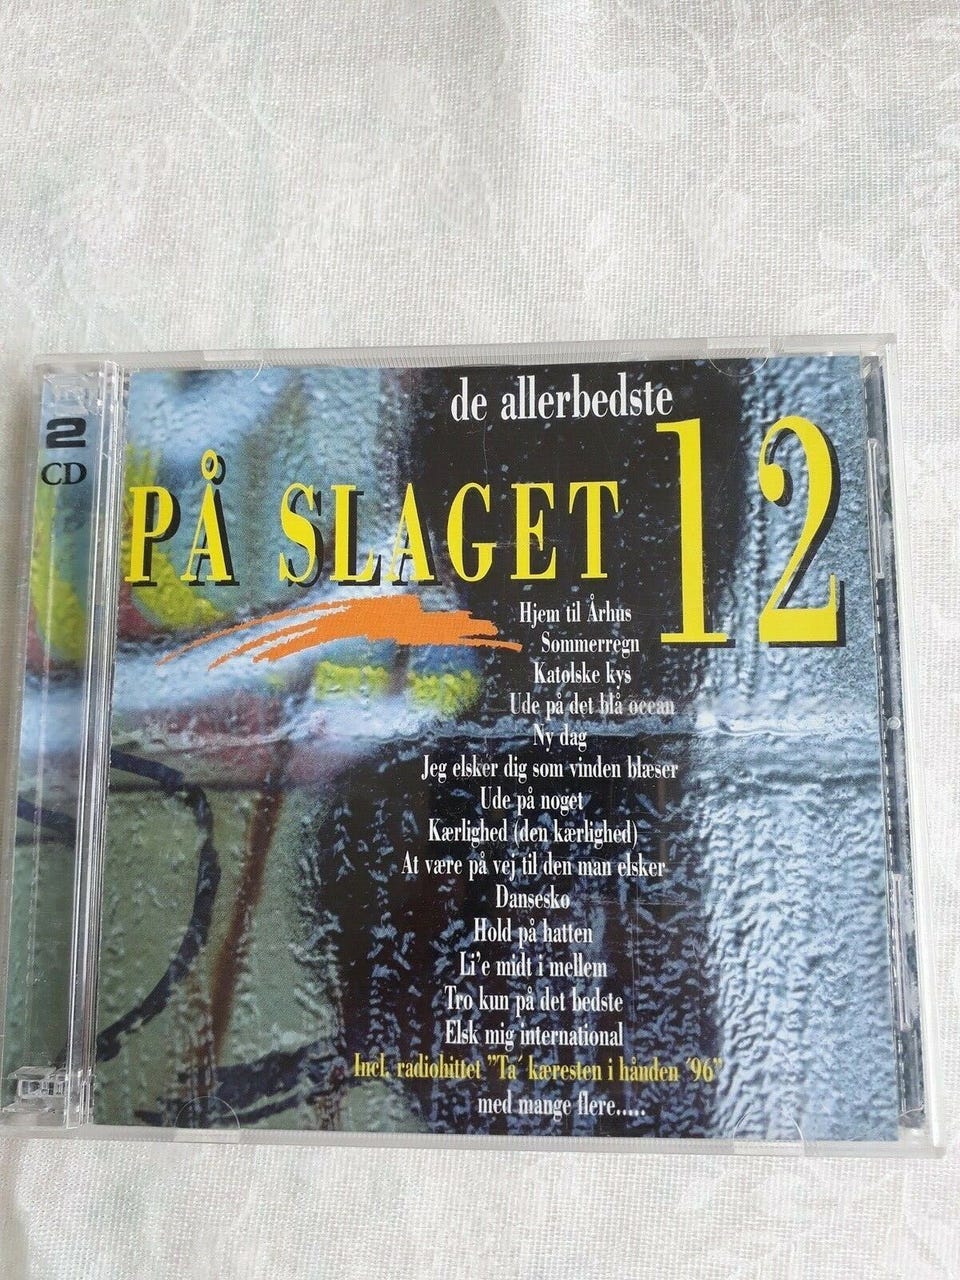 2
CD
de allerbedste
PÅ SLAGET 12
Hjem til Århus
Sommerregn
Katolske kys
Ude på det blå ocean
Ny dag
Jeg elsker dig som vinden blæser
Ude på noget
Kærlighed (den kærlighed)
At være på vej til den man elsker
Dansesko
Hold på hatten
Li'e midt i mellem
Tro kun på det bedste
Elsk mig international
Incl. radiohittet "Ta´ kæresten i hånden ´96"
med mange flere.....